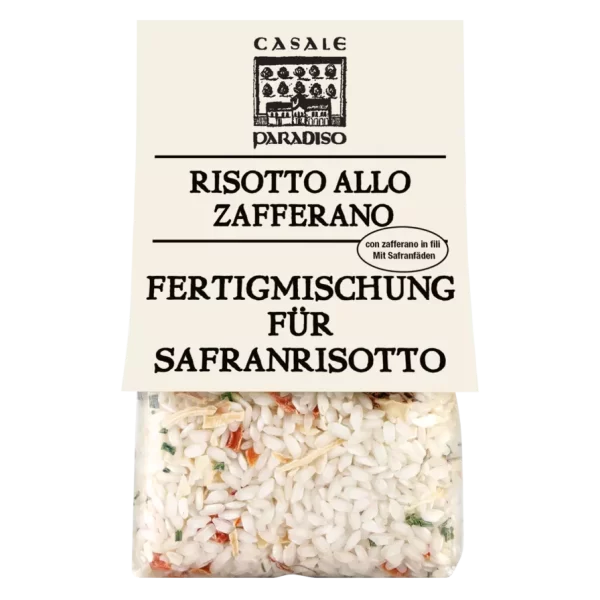 CASALE
PARADISO
RISOTTO ALLO
ZAFFERANO
con zafferano in fili
Mit Safranfäden
FERTIGMISCHUNG
FÜR
SAFRANRISOTTO